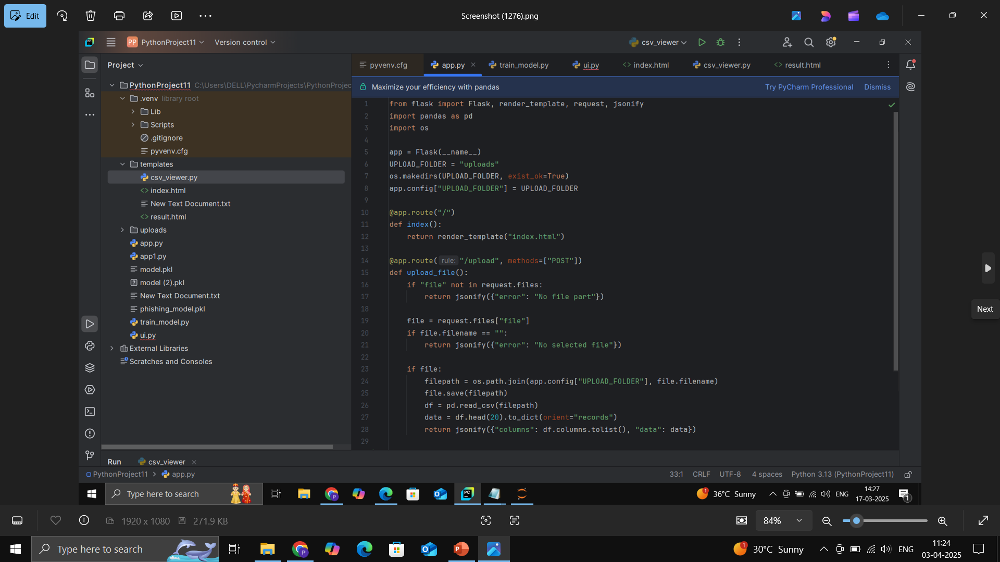 Edit
Screenshot (1276).png
PP PythonProject11
Version control
csv_viewer
Project
pyvenv.cfg
app.py
train_model.py
ui.py
index.html
csv_viewer.py
result.html
Maximize your efficiency with pandas
Try PyCharm Professional
Dismiss
PythonProject11 C:\Users\DELL\PycharmProjects\PythonProjec
.venv library root
Lib
Scripts
.gitignore
pyvenv.cfg
templates
csv_viewer.py
index.html
New Text Document.txt
result.html
uploads
app.py
app1.py
model.pkl
model (2).pkl
New Text Document.txt
phishing_model.pkl
train_model.py
ui.py
External Libraries
Scratches and Consoles
1 from flask import Flask, render_template, request, jsonify
2 import pandas as pd
3 import os
4
5 app = Flask(__name__)
6 UPLOAD_FOLDER = "uploads"
7 os.makedirs(UPLOAD_FOLDER, exist_ok=True)
8 app.config["UPLOAD_FOLDER"] = UPLOAD_FOLDER
9
10 @app.route("/")
11 def index():
12 return render_template("index.html")
13
14 @app.route( rule: "/upload", methods=["POST"])
15 def upload_file():
16 if "file" not in request.files:
17 return jsonify({"error": "No file part"})
18
19 file = request.files["file"]
20 if file.filename == "":
21 return jsonify({"error": "No selected file"})
22
23 if file:
24 filepath = os.path.join(app.config["UPLOAD_FOLDER"], file.filename)
25 file.save(filepath)
26 df = pd.read_csv(filepath)
27 data = df.head(20).to_dict(orient="records")
28 return jsonify({"columns": df.columns.tolist(), "data": data})
29
Next
Run
csv_viewer
PythonProject11 > app.py
33:1 CRLF UTF-8 4 spaces Python 3.13 (PythonProject11)
Type here to search
36°C Sunny
ENG
14:27
17-03-2025
1
1920 x 1080
271.9 KB
84%
Type here to search
30°C Sunny
ENG
11:24
03-04-2025